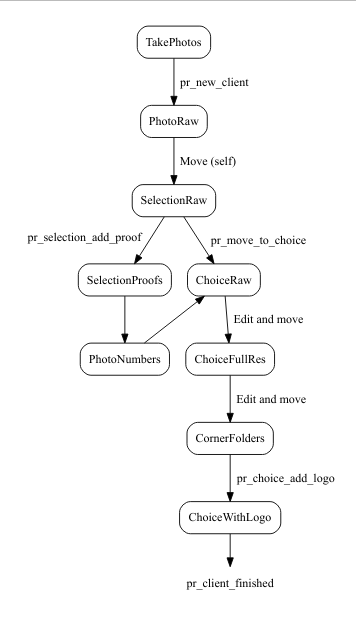 TakePhotos
pr_new_client
PhotoRaw
Move (self)
SelectionRaw
pr_selection_add_proof
pr_move_to_choice
SelectionProofs
ChoiceRaw
Edit and move
PhotoNumbers
ChoiceFullRes
Edit and move
CornerFolders
pr_choice_add_logo
ChoiceWithLogo
pr_client_finished